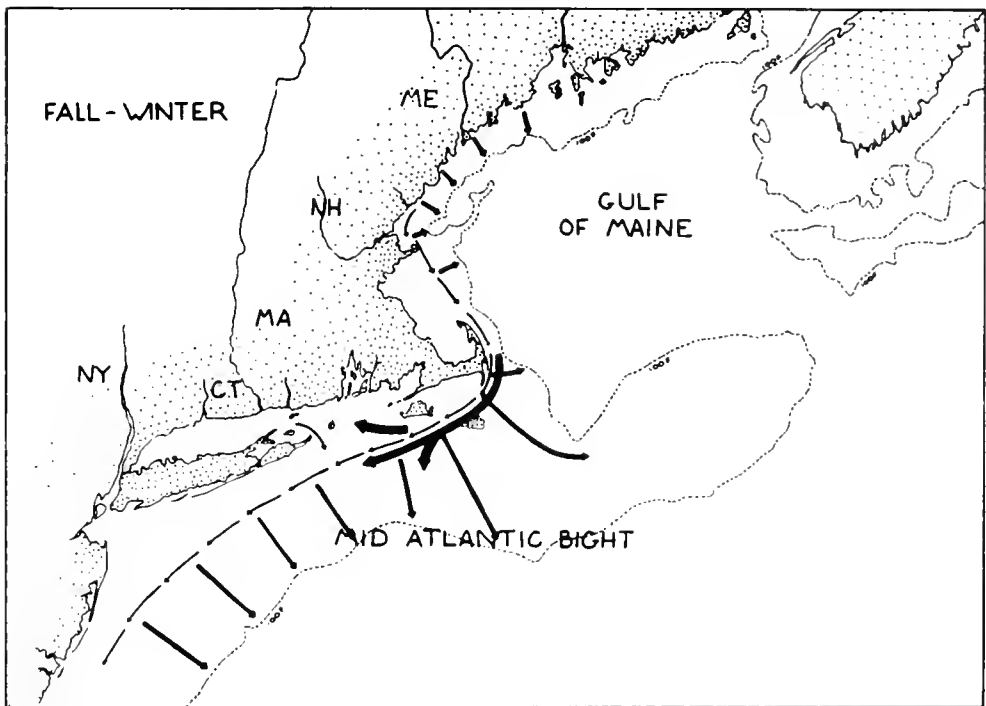 FALL-WINTER
ME
NH
GULF
OF MAINE
MA
NY
CT
MID ATLANTIC BIGHT